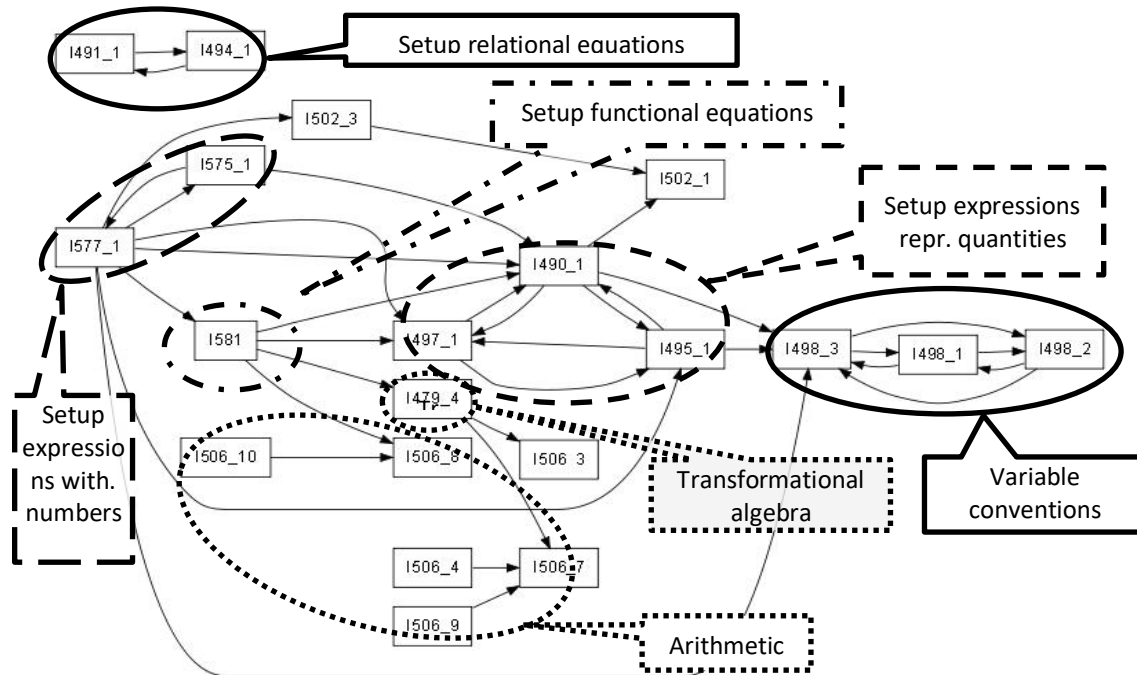 I491_1
I494_1
Setup relational equations
I502_3
Setup functional equations
I575_1
I502_1
Setup expressions
repr. quantities
I577_1
I490_1
I581
I497_1
I495_1
I498_3
I498_1
I498_2
I479_4
Setup
expressio
ns with.
numbers
I506_10
I506_8
I506_3
Transformational
algebra
Variable
conventions
I506_4
I506_7
I506_9
Arithmetic